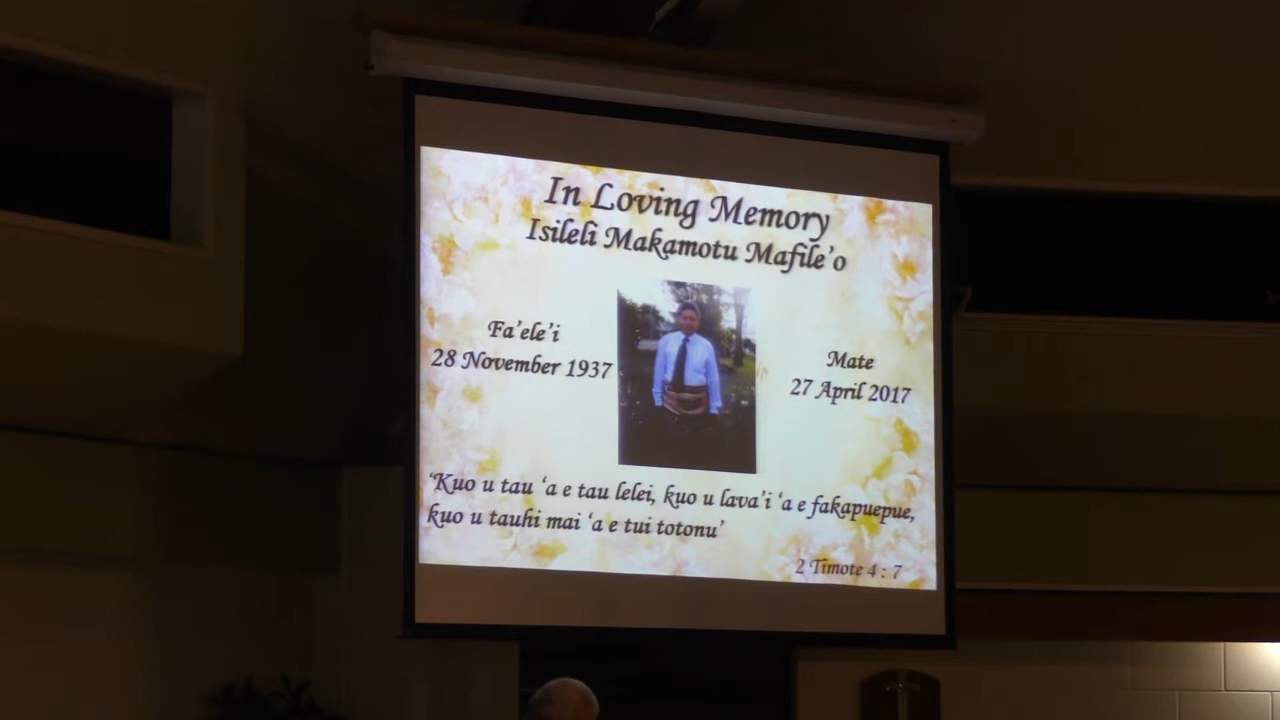 In Loving Memory
Isileli Makamotu Mafile'o
Fa'ele'i
28 November 1937
Mate
27 April 2017
‘Kuo u tau ‘a e tau lelei, kuo u lava’i ‘a e fakapuepue,
kuo u tauhi mai ‘a e tui totonu’
2 Timote 4 : 7